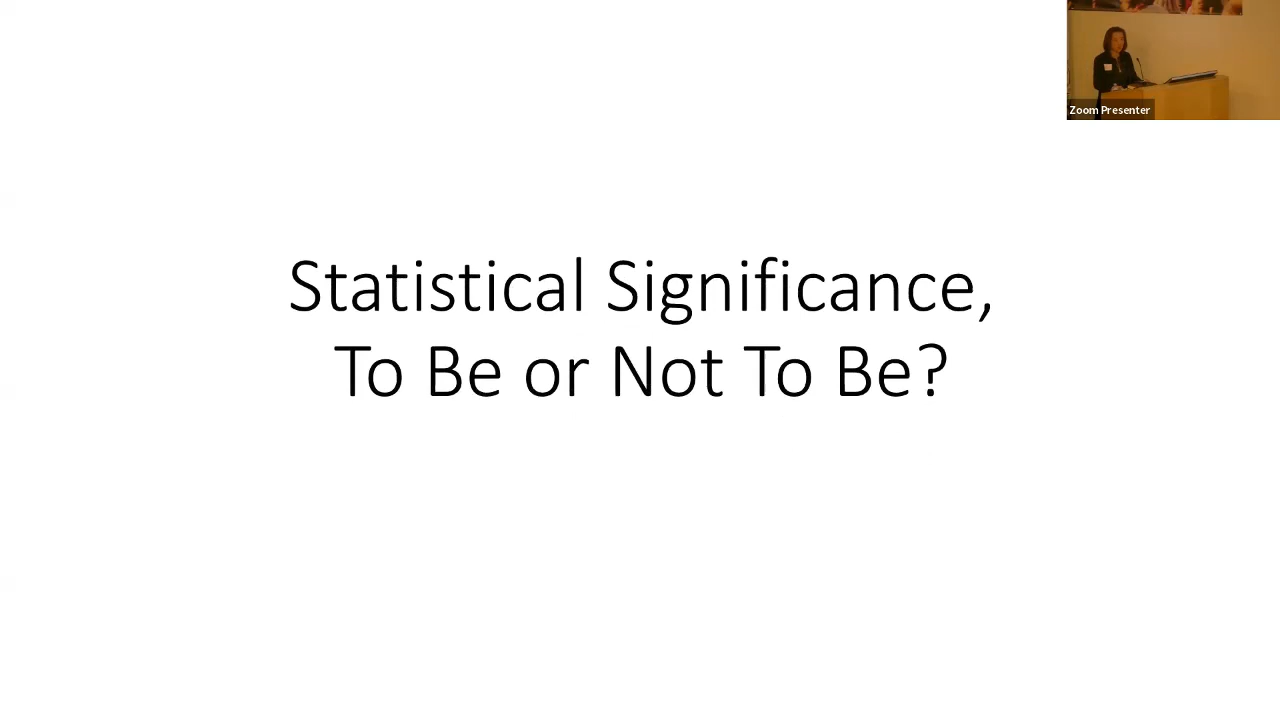 Zoom Presenter
Statistical Significance,
To Be or Not To Be?